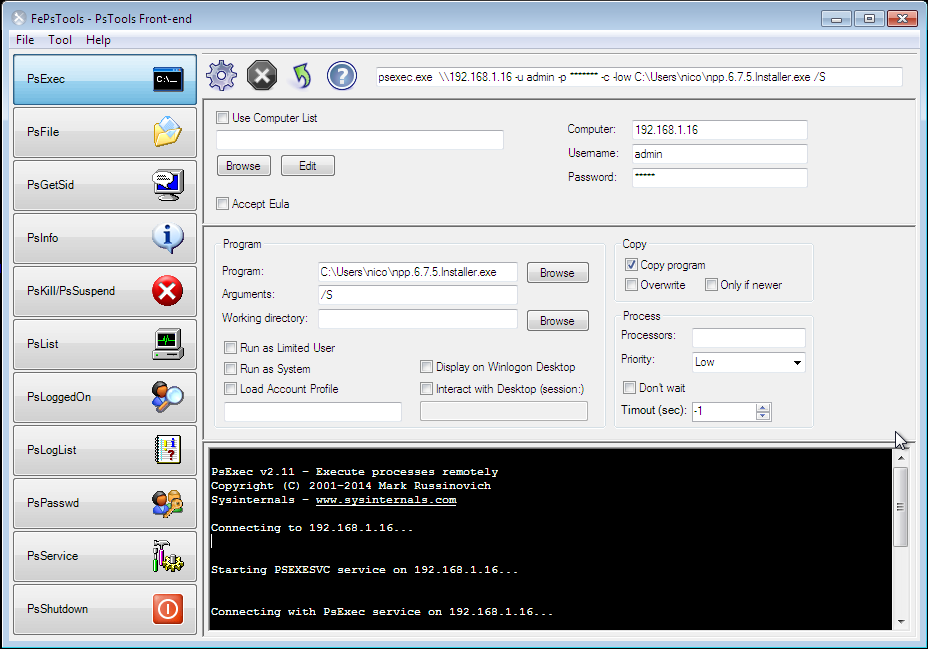 FePsTools - PsTools Front-end
File Tool Help
PsExec
C:\_
PsFile
PsGetSid
PsInfo
PsKill/PsSuspend
PsList
PsLoggedOn
PsLogList
PsPasswd
PsService
PsShutdown
psexec.exe \\192.168.1.16 -u admin -p ******* -c -low C:\Users\nico\npp.6.7.5.Installer.exe /S
Use Computer List
Browse Edit
Accept Eula
Computer: 192.168.1.16
Username: admin
Password: *****
Program
Program: C:\Users\nico\npp.6.7.5.Installer.exe Browse
Arguments: /S
Working directory: Browse
Run as Limited User
Run as System
Load Account Profile
Display on Winlogon Desktop
Interact with Desktop (session:)
Copy
Copy program
Overwrite Only if newer
Process
Processors:
Priority: Low
Don't wait
Timout (sec): -1
PsExec v2.11 - Execute processes remotely
Copyright (C) 2001-2014 Mark Russinovich
Sysinternals - www.sysinternals.com
Connecting to 192.168.1.16...
Starting PSEXESVC service on 192.168.1.16...
Connecting with PsExec service on 192.168.1.16...